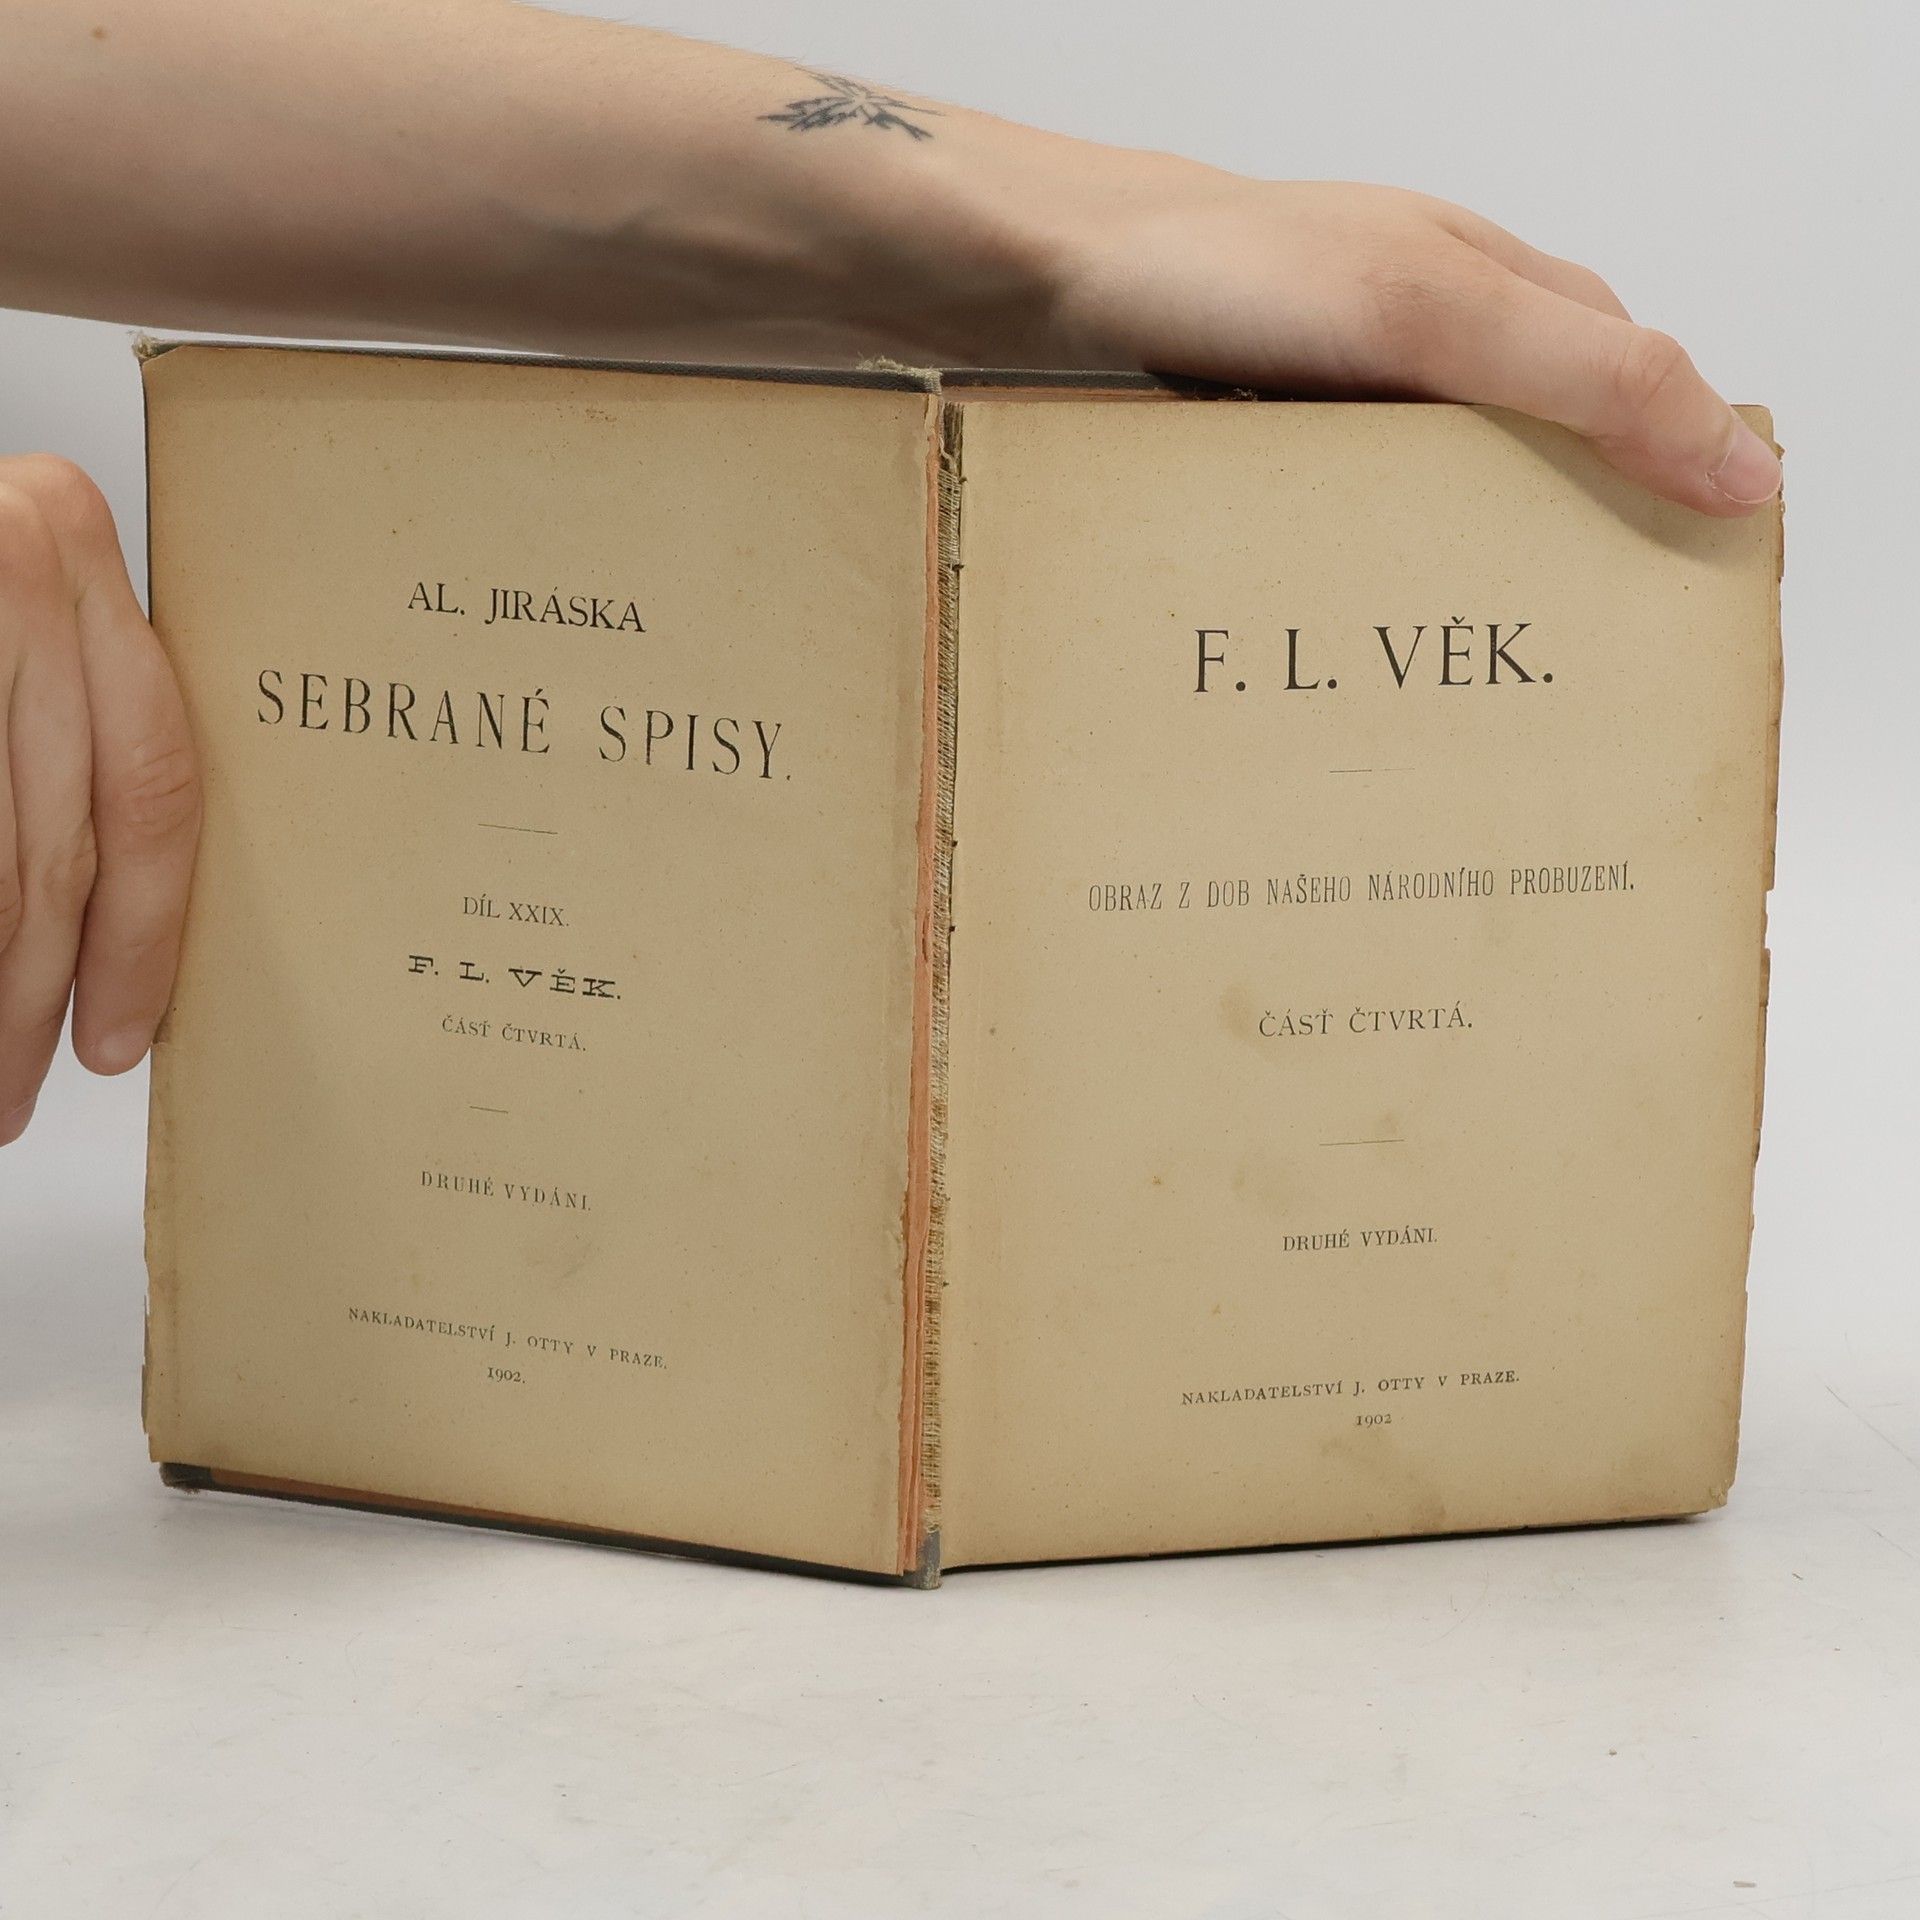 AL. JIRÁSKA
SEBRANÉ SPISY.
DÍL XXIX.
F. L. VĚK.
ČÁSŤ ČTVRTÁ.
DRUHÉ VYDÁNI.
NAKLADATELSTVÍ J. OTTY V PRAZE.
1902.
F. L. VĚK.
OBRAZ Z DOB NAŠEHO NÁRODNÍHO PROBUZENÍ.
ČÁSŤ ČTVRTÁ.
DRUHÉ VYDÁNI.
NAKLADATELSTVÍ J. OTTY V PRAZE.
1902